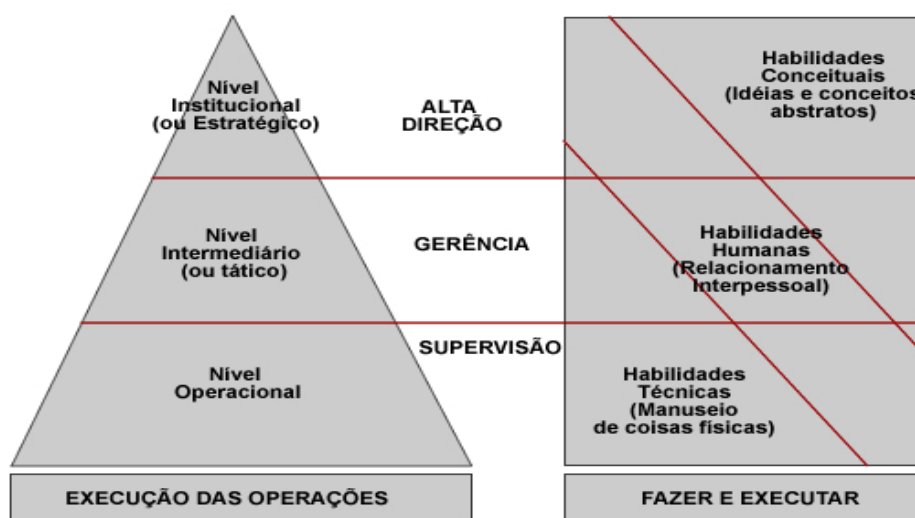 Nível
Institucional
(ou Estratégico)
ALTA
DIREÇÃO
Habilidades
Conceituais
(Idéias e conceitos
abstratos)
Nível
Intermediário
(ou tático)
GERÊNCIA
Habilidades
Humanas
(Relacionamento
Interpessoal)
Nível
Operacional
SUPERVISÃO
Habilidades
Técnicas
(Manuseio
de coisas físicas)
EXECUÇÃO DAS OPERAÇÕES
FAZER E EXECUTAR